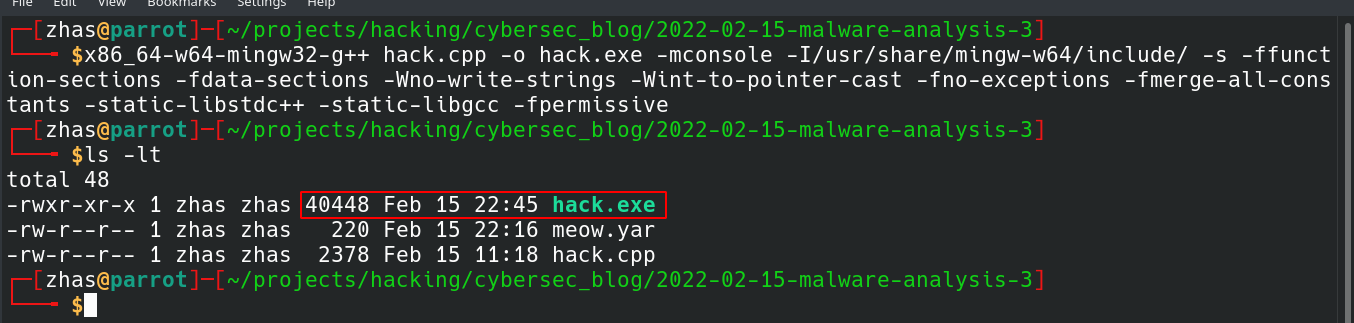 File Edit View Bookmarks Settings Help
┌─[zhas@parrot]─[~/projects/hacking/cybersec_blog/2022-02-15-malware-analysis-3]
└──╼ $x86_64-w64-mingw32-g++ hack.cpp -o hack.exe -mconsole -I/usr/share/mingw-w64/include/ -s -ffunct
ion-sections -fdata-sections -Wno-write-strings -Wint-to-pointer-cast -fno-exceptions -fmerge-all-cons
tants -static-libstdc++ -static-libgcc -fpermissive
┌─[zhas@parrot]─[~/projects/hacking/cybersec_blog/2022-02-15-malware-analysis-3]
└──╼ $ls -lt
total 48
-rwxr-xr-x 1 zhas zhas 40448 Feb 15 22:45 hack.exe
-rw-r--r-- 1 zhas zhas   220 Feb 15 22:16 meow.yar
-rw-r--r-- 1 zhas zhas  2378 Feb 15 11:18 hack.cpp
┌─[zhas@parrot]─[~/projects/hacking/cybersec_blog/2022-02-15-malware-analysis-3]
└──╼ $